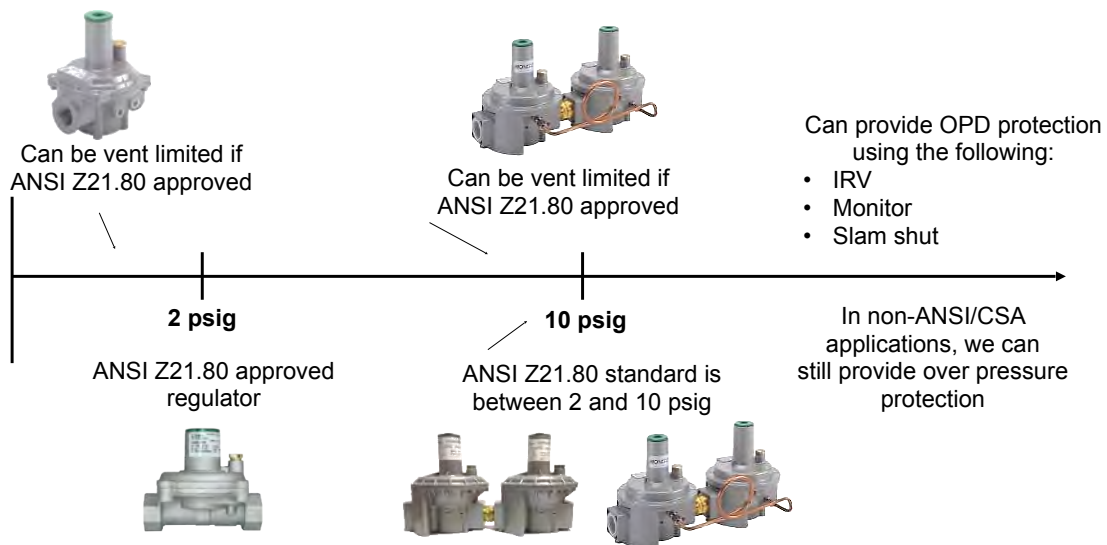 Can be vent limited if
ANSI Z21.80 approved
Can be vent limited if
ANSI Z21.80 approved
Can provide OPD protection
using the following:
• IRV
• Monitor
• Slam shut
2 psig
10 psig
ANSI Z21.80 approved
regulator
ANSI Z21.80 standard is
between 2 and 10 psig
In non-ANSI/CSA
applications, we can
still provide over pressure
protection